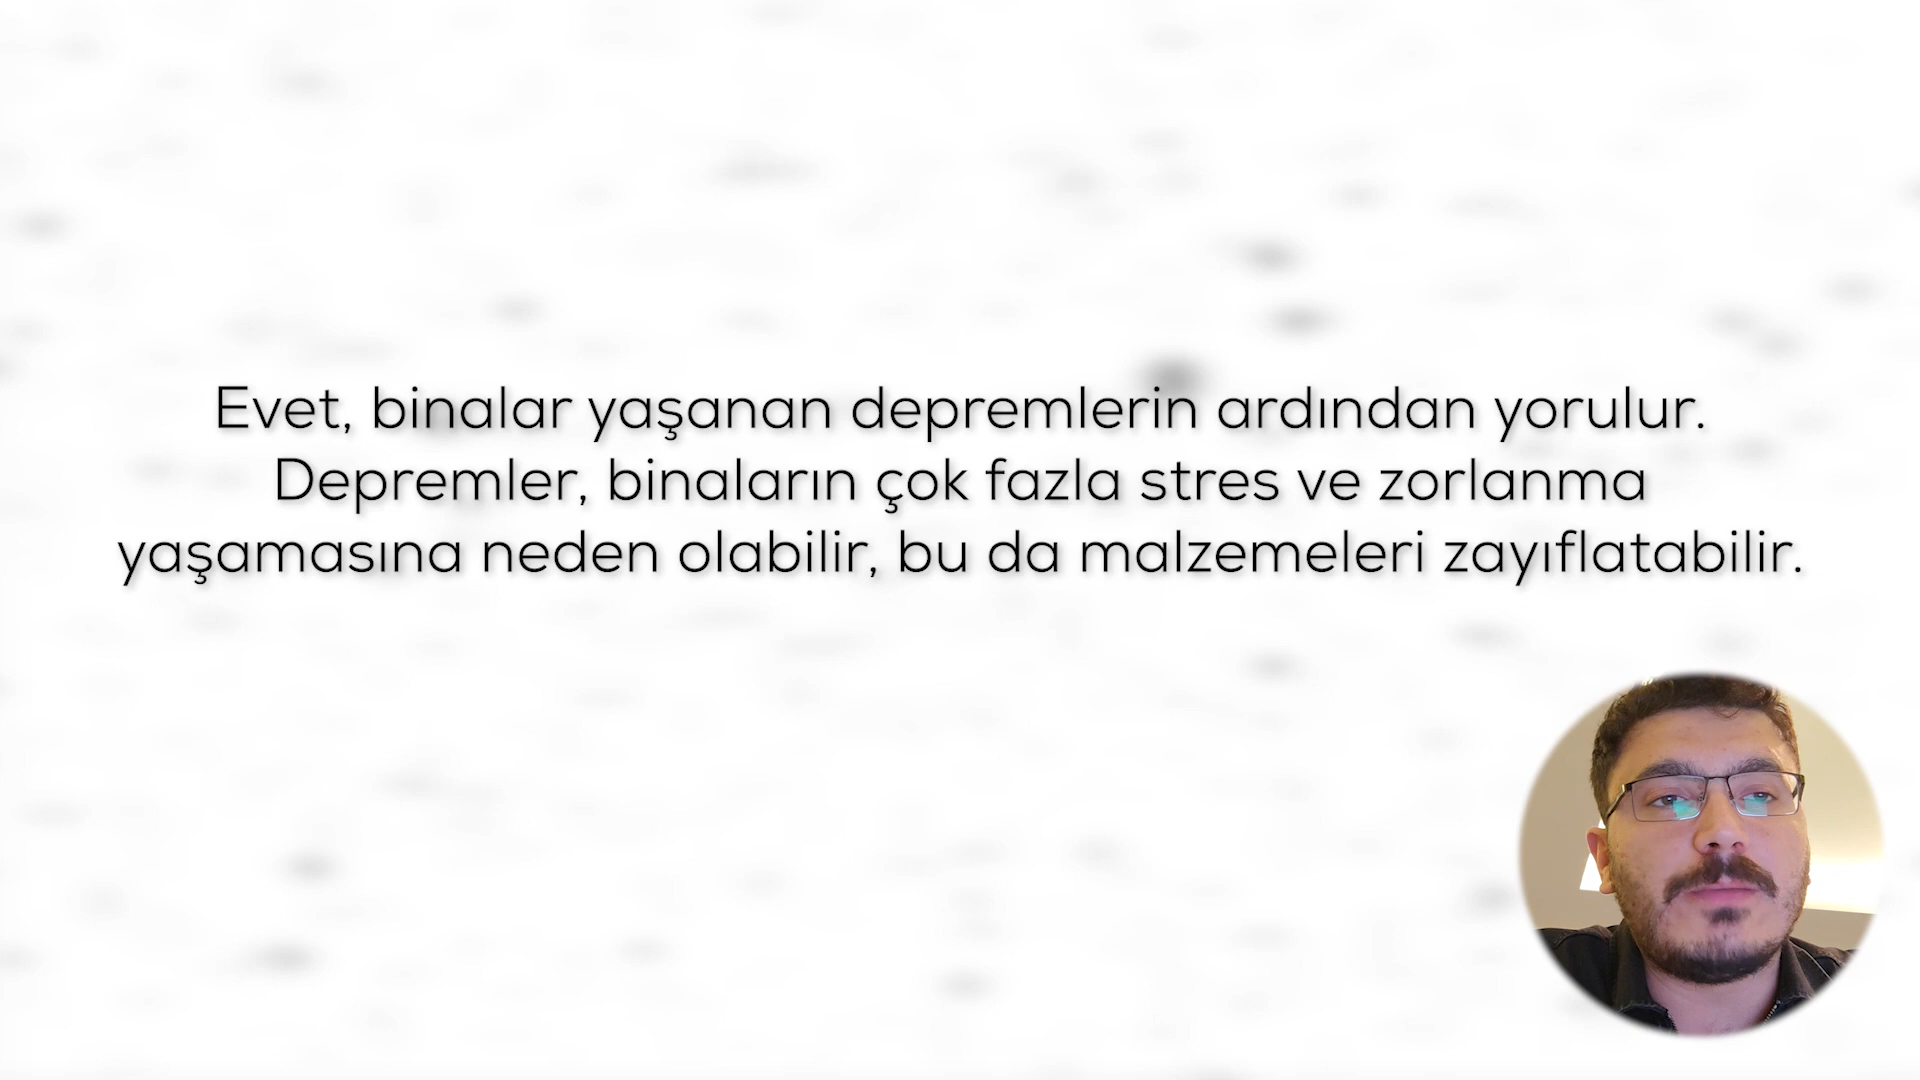 Evet, binalar yaşanan depremlerin ardından yorulur.
Depremler, binaların çok fazla stres ve zorlanma
yaşamasına neden olabilir, bu da malzemeleri zayıflatabilir.